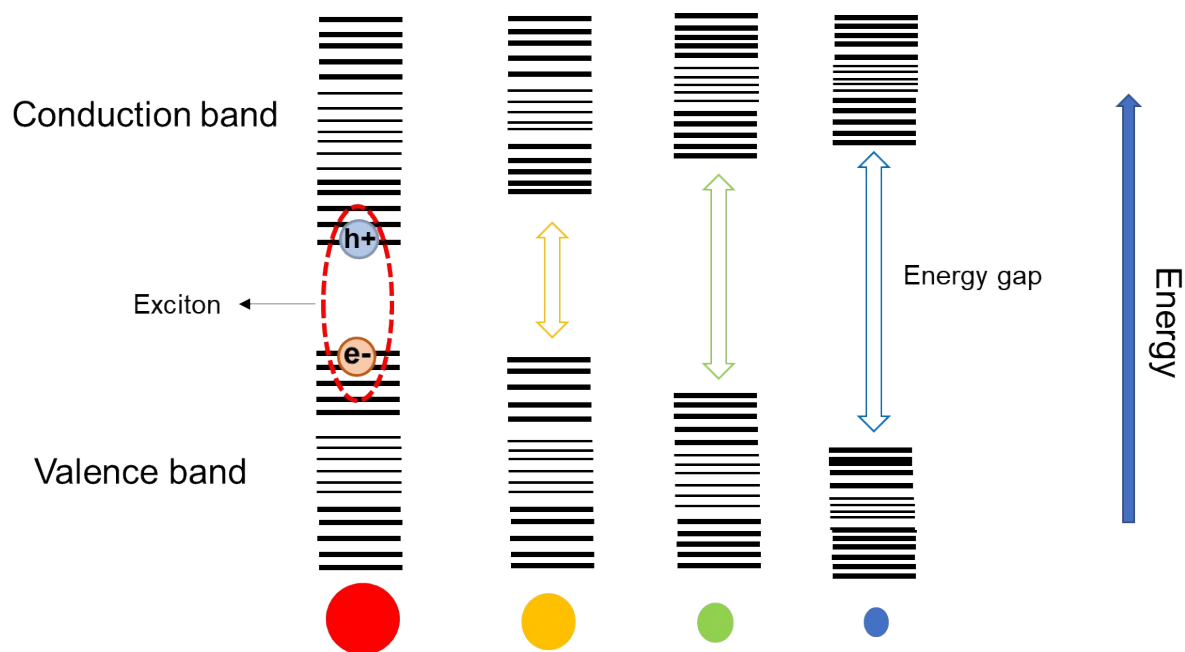 Conduction band
h+
Exciton
e-
Energy gap
Energy
Valence band